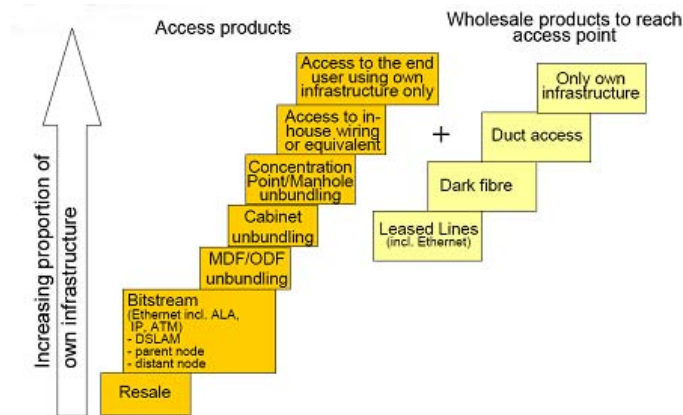 Access products
Wholesale products to reach
access point
Increasing proportion of
own infrastructure
Access to the end
user using own
infrastructure only
Access to in-
house wiring
or equivalent
Concentration
Point/Manhole
unbundling
Cabinet
unbundling
MDF/ODF
unbundling
Bitstream
(Ethernet incl. ALA,
IP, ATM)
- DSLAM
- parent node
- distant node
Resale
+
Only own
infrastructure
Duct access
Dark fibre
Leased Lines
(incl. Ethernet)